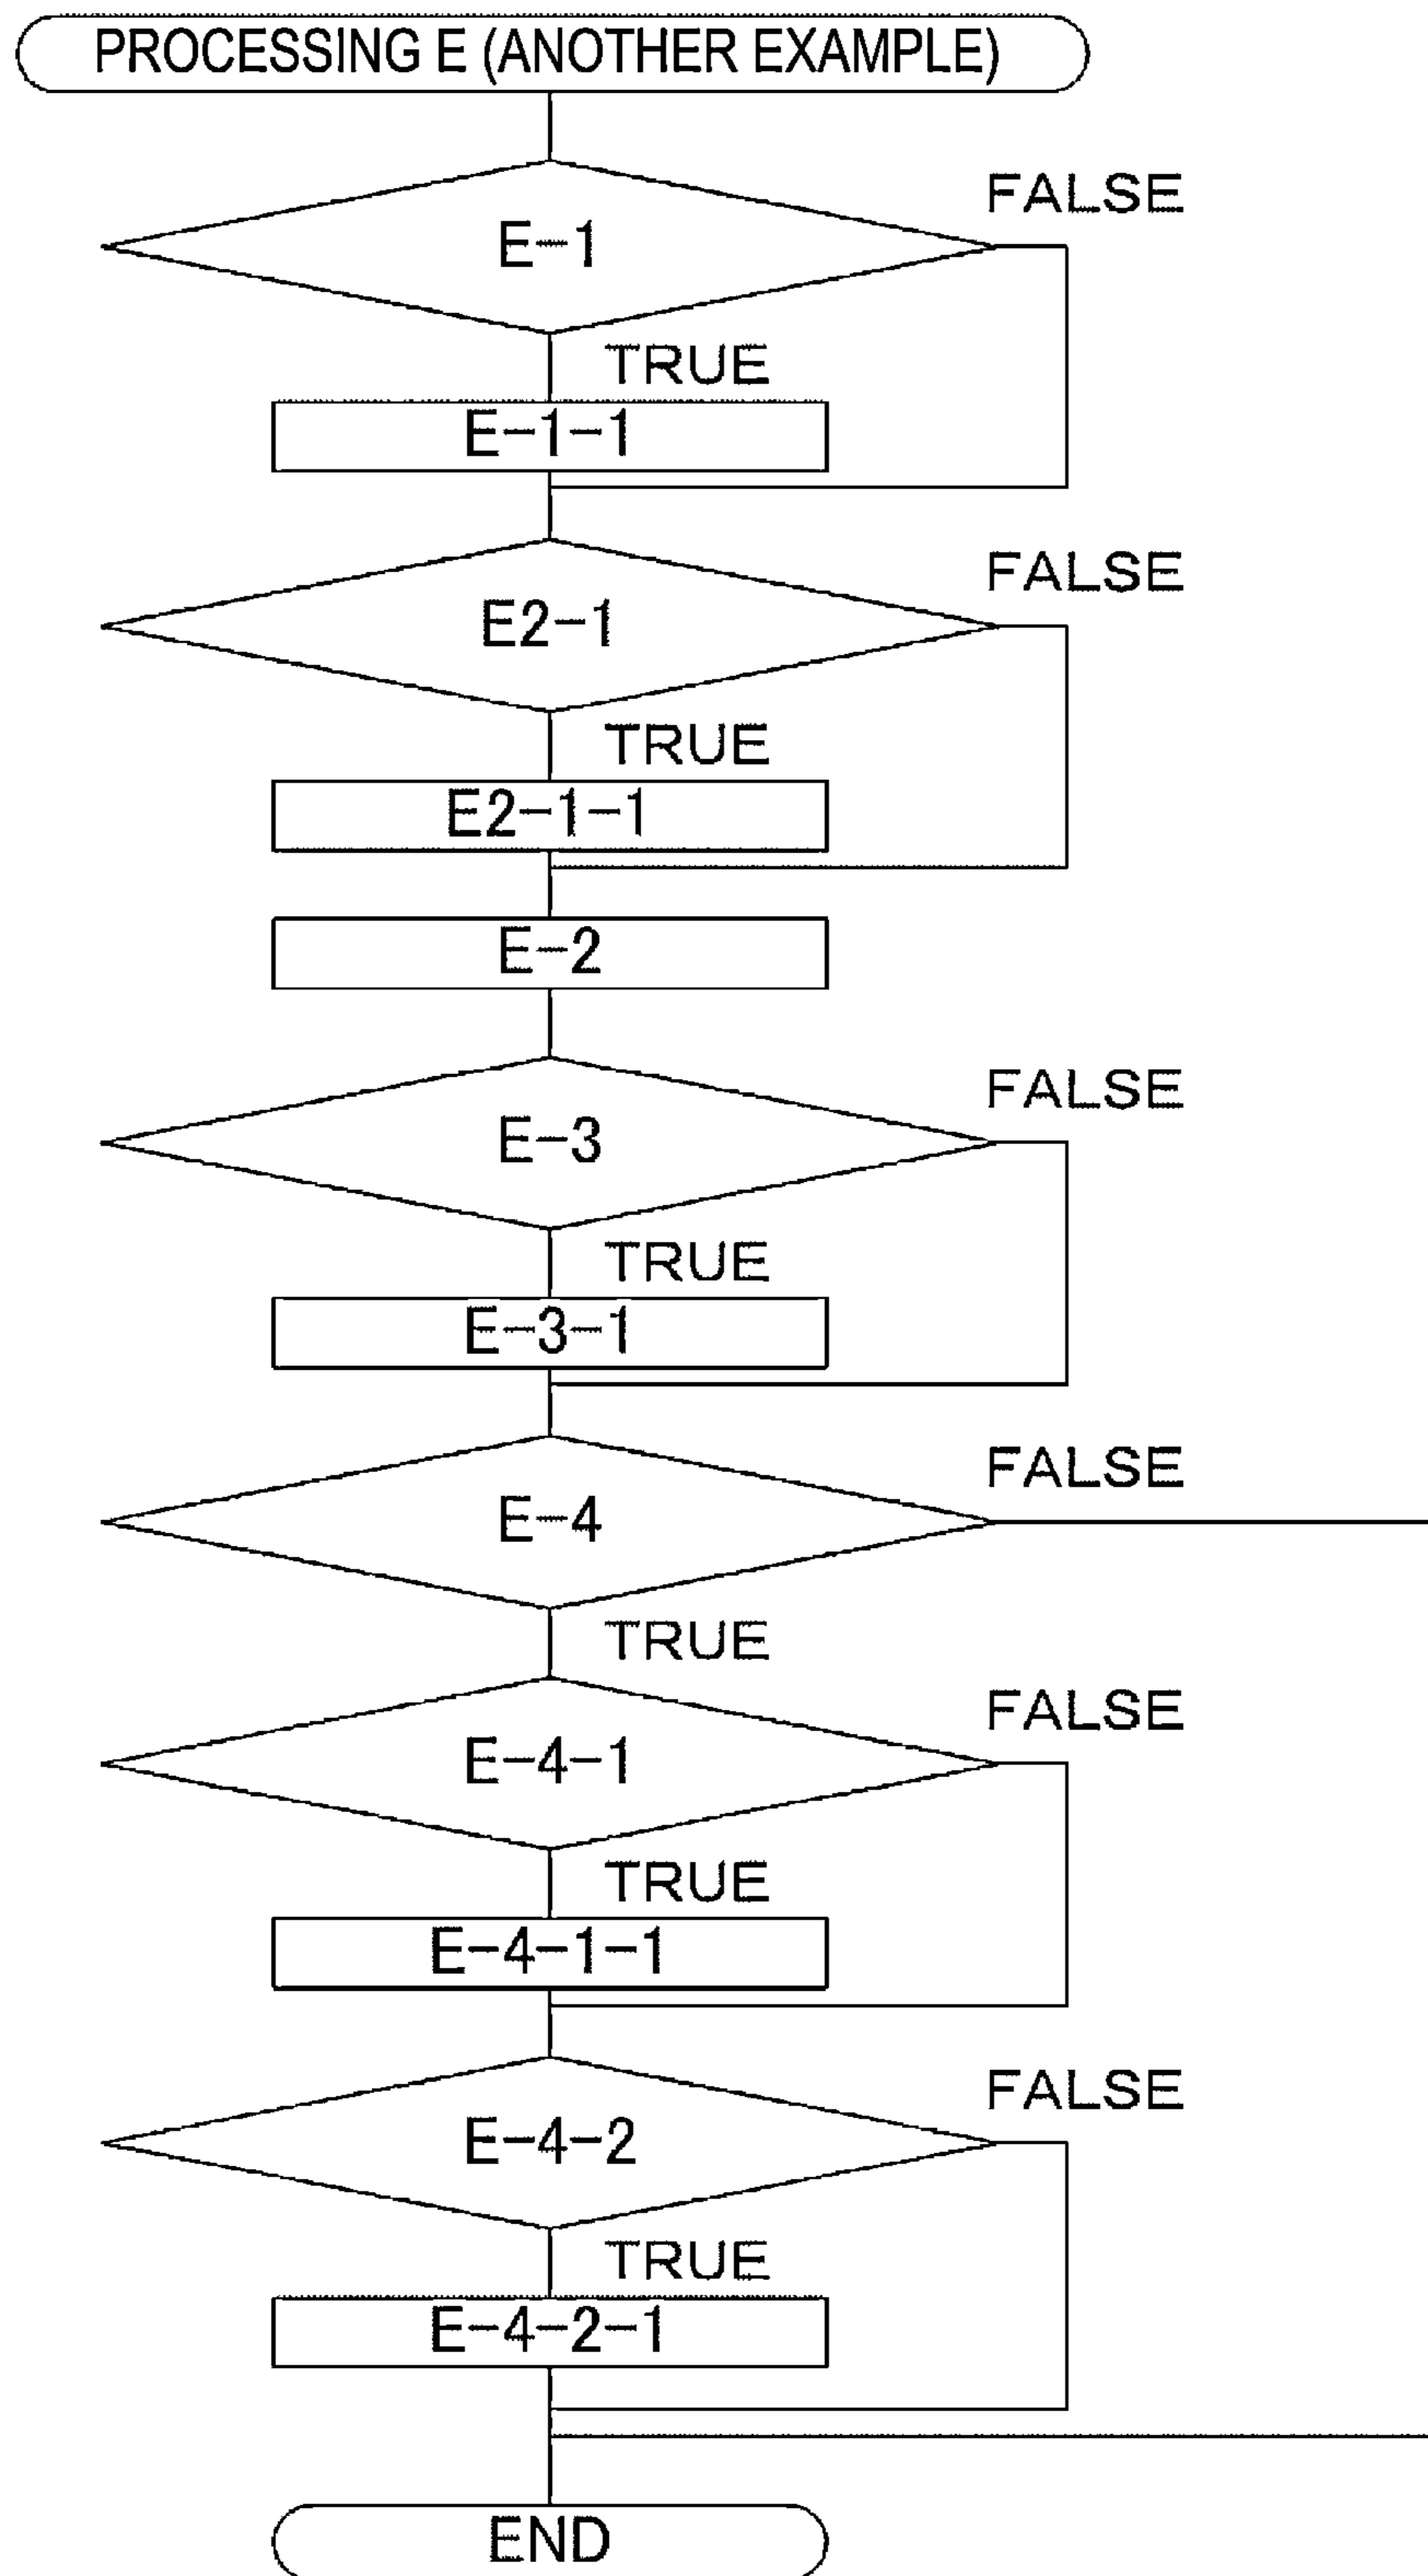 PROCESSING E (ANOTHER EXAMPLE)
E-1
FALSE
TRUE
E-1-1
E2-1
FALSE
TRUE
E2-1-1
E-2
E-3
FALSE
TRUE
E-3-1
E-4
FALSE
TRUE
E-4-1
FALSE
TRUE
E-4-1-1
E-4-2
FALSE
TRUE
E-4-2-1
END